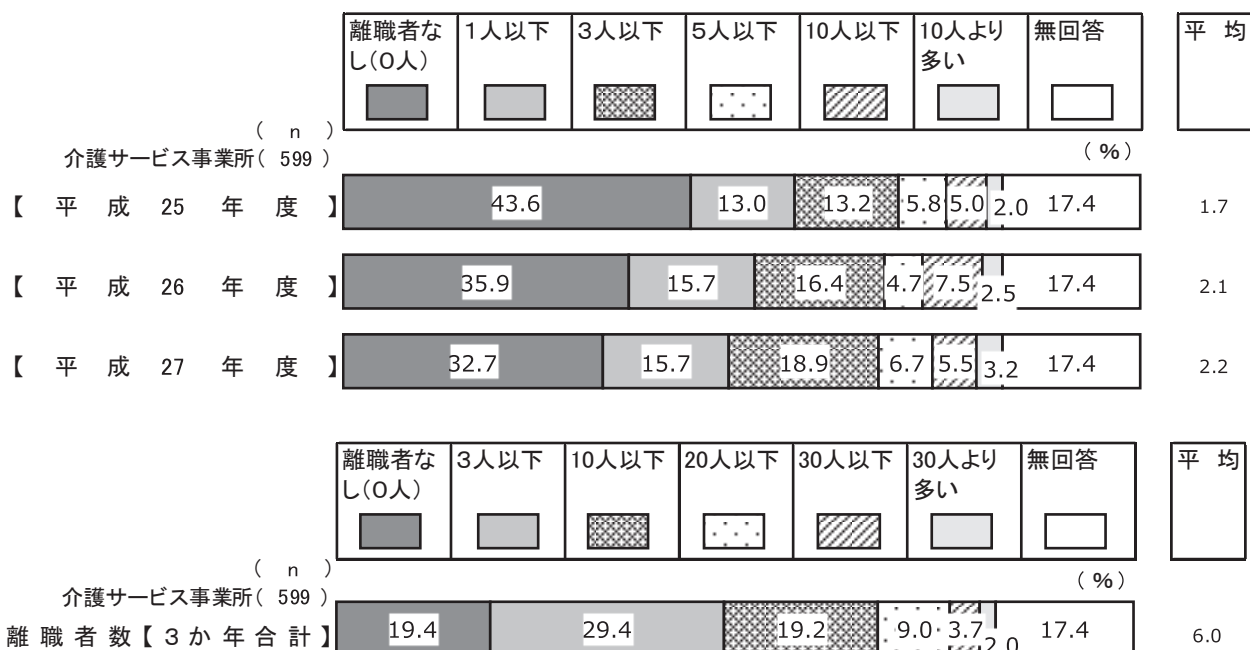 離職者な 1人以下 3人以下 5人以下 10人以下 10人より 無回答 平 均
し(0人) 多い
( n )
介護サービス事業所( 599 ) ( % )
【 平 成 25 年 度 】 43.6 13.0 13.2 5.8 5.0 2.0 17.4 1.7
【 平 成 26 年 度 】 35.9 15.7 16.4 4.7 7.5 2.5 17.4 2.1
【 平 成 27 年 度 】 32.7 15.7 18.9 6.7 5.5 3.2 17.4 2.2
離職者な 3人以下 10人以下 20人以下 30人以下 30人より 無回答 平 均
し(0人) 多い
( n )
介護サービス事業所( 599 ) ( % )
離 職 者 数 【 3 か 年 合 計 】 19.4 29.4 19.2 9.0 3.7 2.0 17.4 6.0